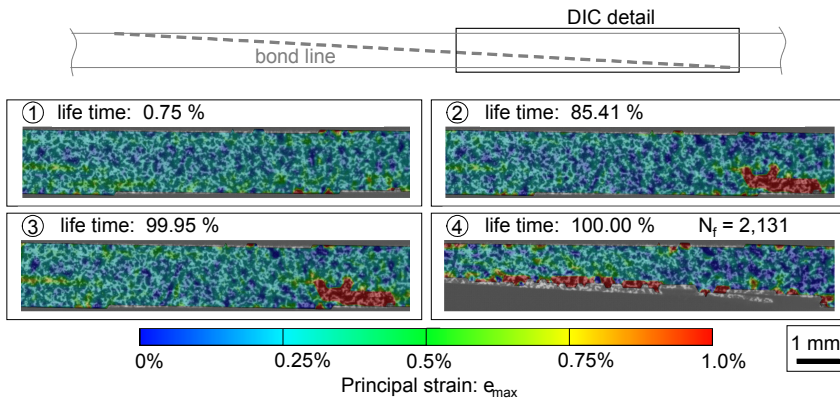 DIC detail
bond line
1 life time: 0.75 %
2 life time: 85.41 %
3 life time: 99.95 %
4 life time: 100.00 % N_f = 2,131
0% 0.25% 0.5% 0.75% 1.0%
Principal strain: e_max
1 mm